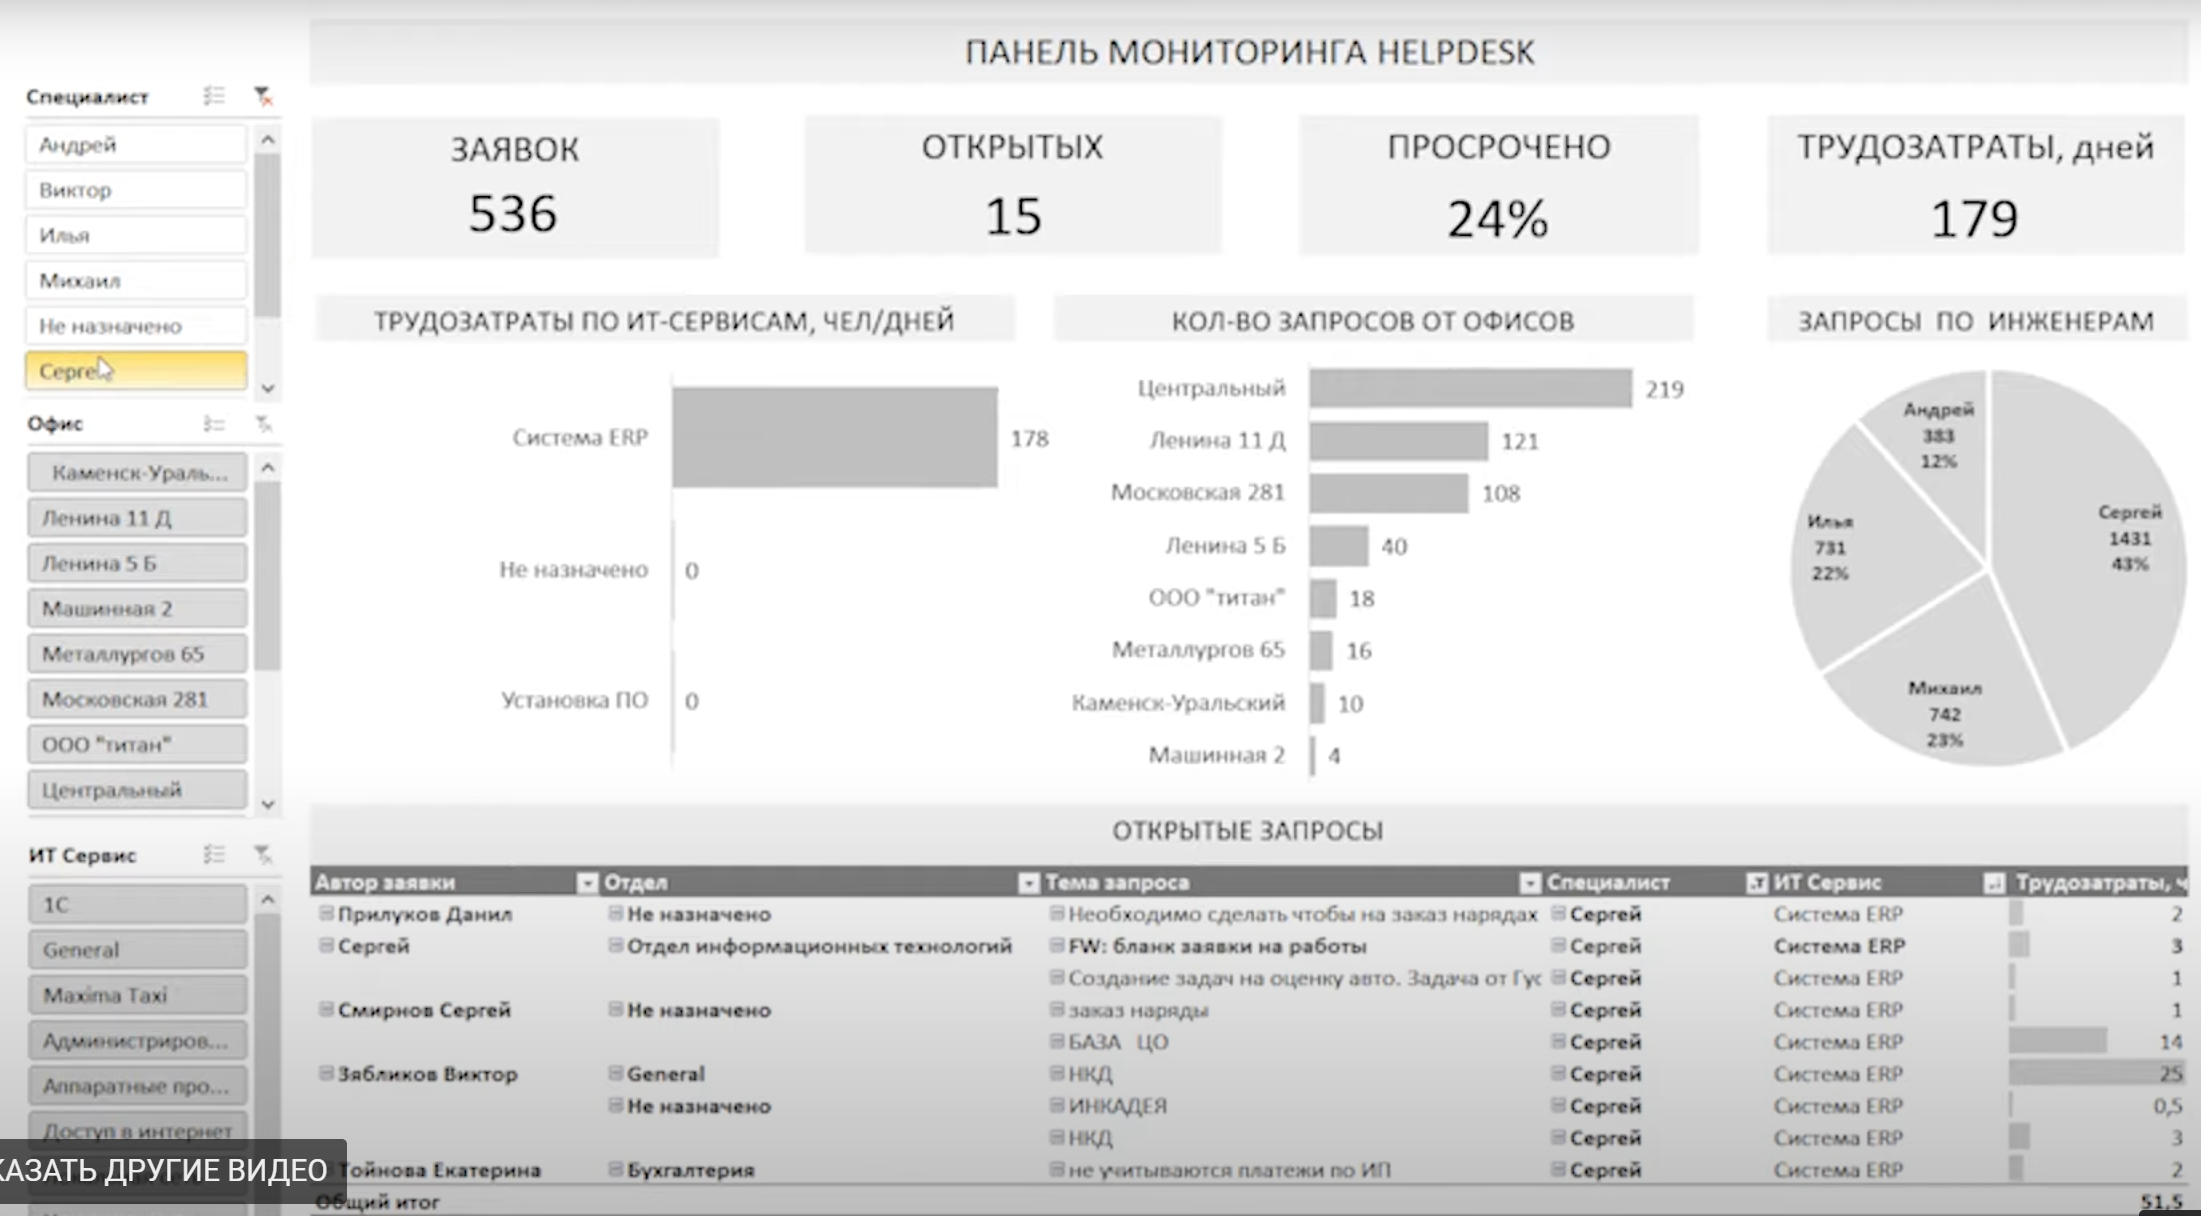 ПАНЕЛЬ МОНИТОРИНГА HELPDESK
Специалист
Андрей
Виктор
Илья
Михаил
Не назначено
Офис
Каменск-Ураль...
Ленина 11 Д
Ленина 5 Б
Машинная 2
Металлургов 65
Московская 281
ООО "титан"
Центральный
ИТ Сервис
1С
General
Maxima Taxi
Администриров...
Аппаратные про...
Доступ в интернет
КАЗАТЬ ДРУГИЕ ВИДЕО
ЗАЯВОК
536
ОТКРЫТЫХ
15
ПРОСРОЧЕНО
24%
ТРУДОЗАТРАТЫ, дней
179
ТРУДОЗАТРАТЫ ПО ИТ-СЕРВИСАМ, ЧЕЛ/ДНЕЙ
Система ERP 178
Не назначено 0
Установка ПО 0
КОЛ-ВО ЗАПРОСОВ ОТ ОФИСОВ
Центральный 219
Ленина 11 Д 121
Московская 281 108
Ленина 5 Б 40
ООО "титан" 18
Металлургов 65 16
Каменск-Уральский 10
Машинная 2 4
ЗАПРОСЫ ПО ИНЖЕНЕРАМ
Андрей
383
12%
Сергей
1431
43%
Илья
731
22%
Михаил
742
23%
ОТКРЫТЫЕ ЗАПРОСЫ
Автор заявки Отдел Тема запроса Специалист ИТ Сервис Трудозатраты, ч
Прилуков Данил Не назначено Необходимо сделать чтобы на заказ нарядах Сергей Система ERP 2
Сергей Отдел информационных технологий FW: бланк заявки на работы Сергей Система ERP 3
Создание задач на оценку авто. Задача от Гус Сергей Система ERP 1
Смирнов Сергей Не назначено заказ наряды Сергей Система ERP 1
БАЗА ЦО Сергей Система ERP 14
Зябликов Виктор General НКД Сергей Система ERP 25
Не назначено ИНКАДЕЯ Сергей Система ERP 0,5
НКД Сергей Система ERP 3
Тойнова Екатерина Бухгалтерия не учитываются платежи по ИП Сергей Система ERP 2
Общий итог 51,5